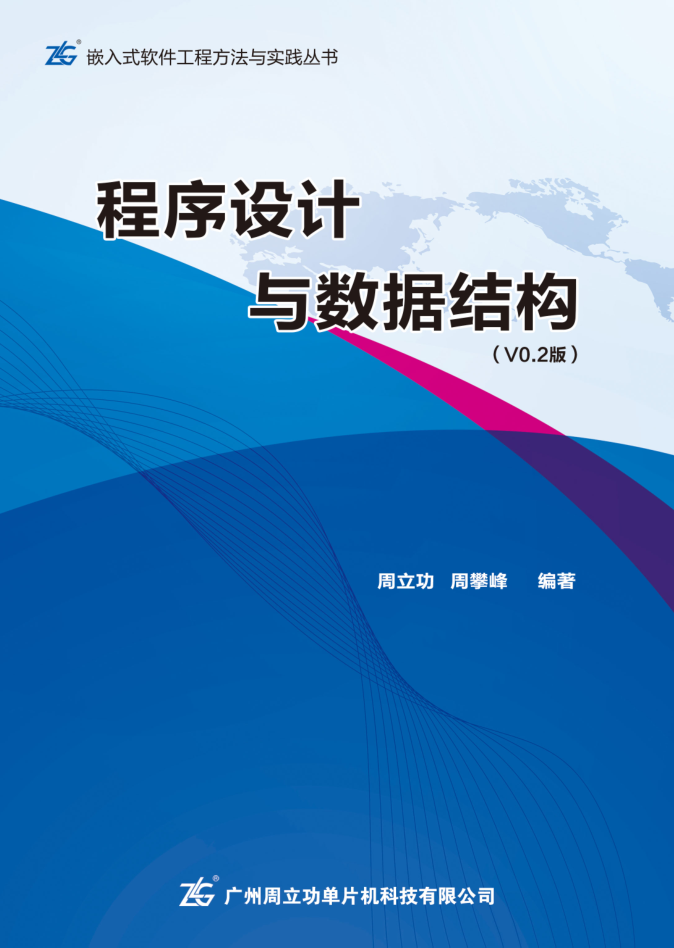 ZLG® 嵌入式软件工程方法与实践丛书
程序设计
与数据结构
（V0.2版）
周立功 周攀峰 编著
ZLG® 广州周立功单片机科技有限公司